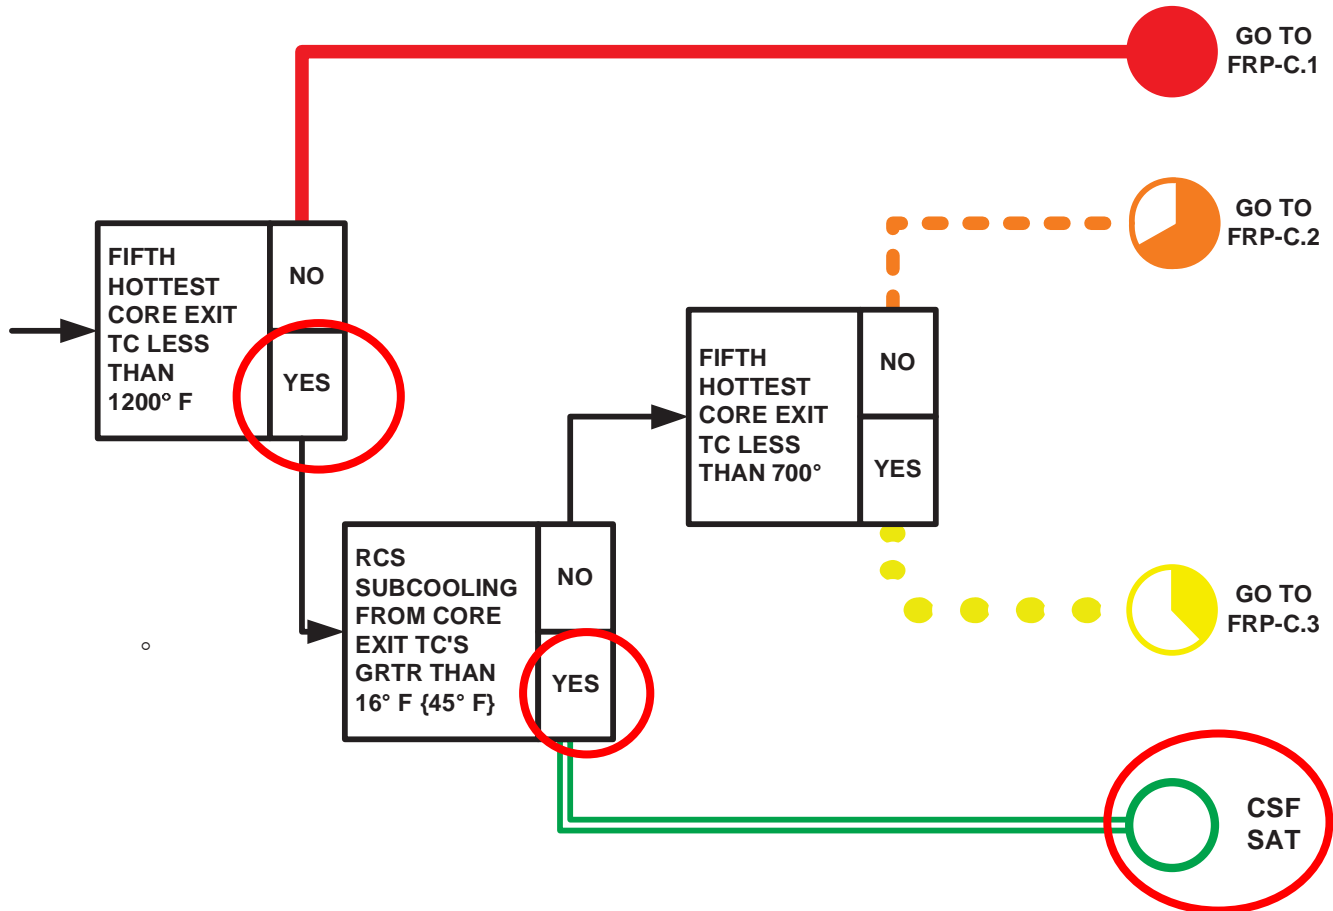 GO TO
FRP-C.1
GO TO
FRP-C.2
FIFTH
HOTTEST
CORE EXIT
TC LESS
THAN
1200° F
NO
YES
FIFTH
HOTTEST
CORE EXIT
TC LESS
THAN 700°
NO
YES
RCS
SUBCOOLING
FROM CORE
EXIT TC'S
GRTR THAN
16° F {45° F}
NO
YES
GO TO
FRP-C.3
°
CSF
SAT